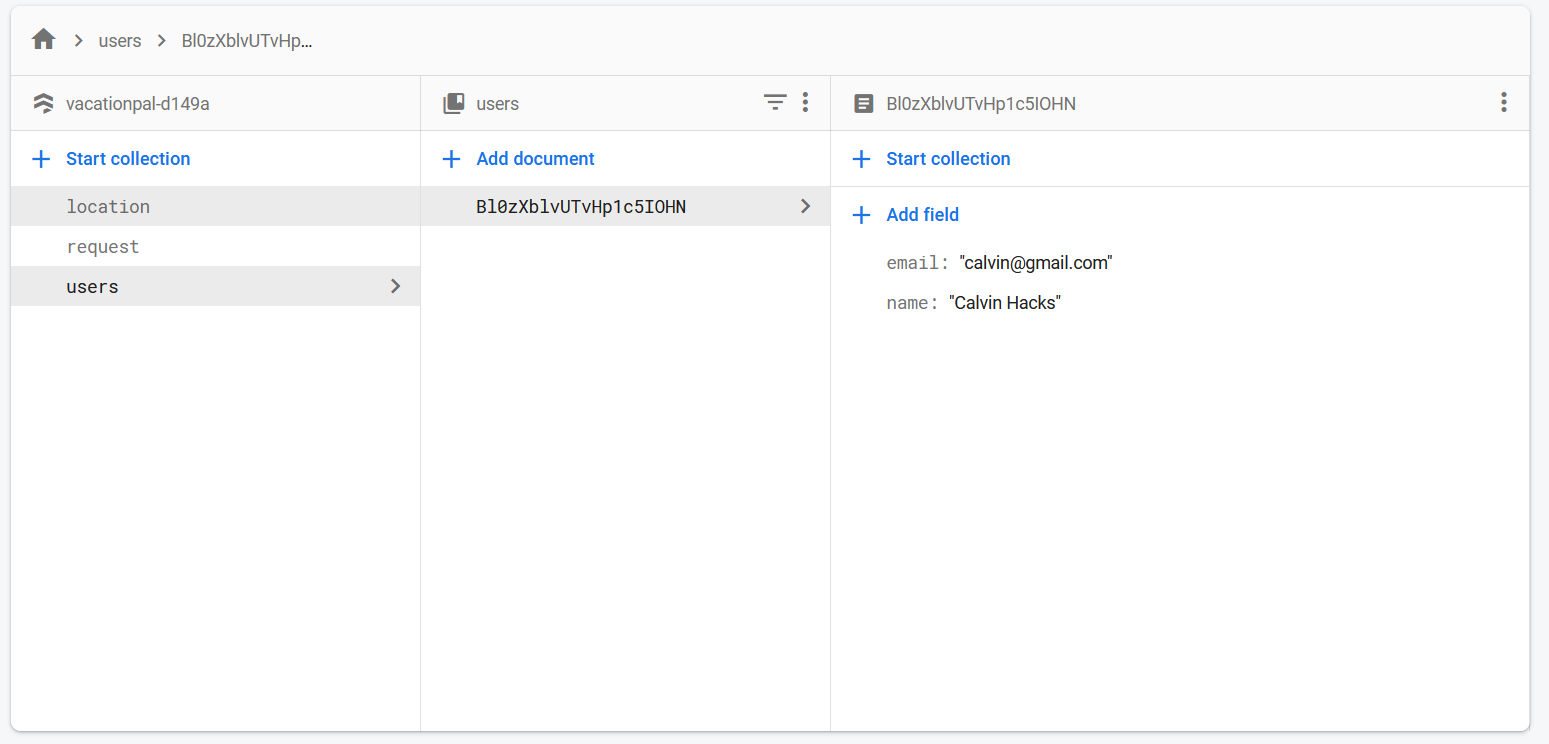 users
Bl0zXblvUTvHp...
vacationpal-d149a
Start collection
location
request
users
users
Add document
Bl0zXblvUTvHp1c5IOHN
Bl0zXblvUTvHp1c5IOHN
Start collection
Add field
email: "calvin@gmail.com"
name: "Calvin Hacks"